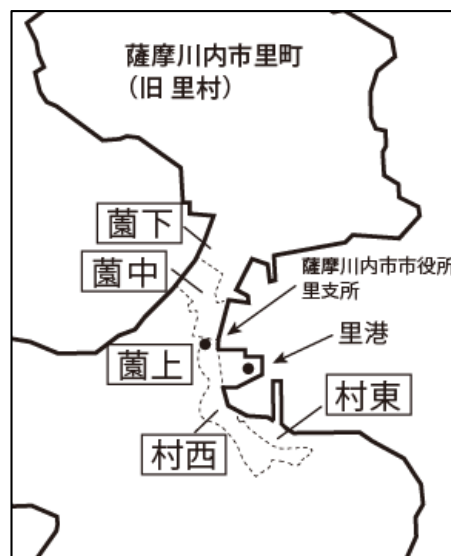 薩摩川内市里町
（旧 里村）
薗下
薗中
薩摩川内市市役所
里支所
里港
薗上
村東
村西